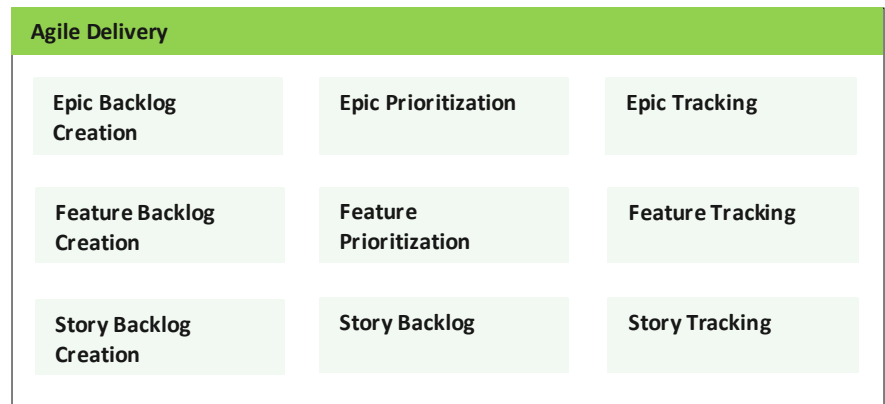 Agile Delivery
Epic Backlog
Creation
Epic Prioritization
Epic Tracking
Feature Backlog
Creation
Feature
Prioritization
Feature Tracking
Story Backlog
Creation
Story Backlog
Story Tracking